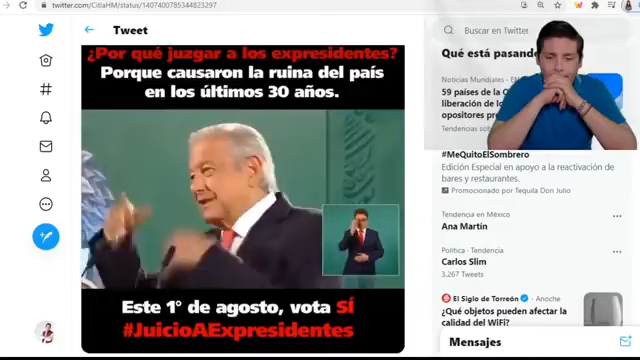 twitter.com/CitlaHM/status/1407400785344823297
Tweet
¿Por qué juzgar a los expresidentes?
Porque causaron la ruina del país
en los últimos 30 años.
Este 1° de agosto, vota SÍ
#JuicioAExpresidentes
Buscar en Twitter
Qué está pasando
Noticias Mundiales
59 países de la
liberación de
opositores
Tendencias
#MeQuitoElSombrero
Edición Especial en apoyo a la reactivación de
bares y restaurantes.
Promocionado por Tequila Don Julio
Tendencia en México
Ana Martín
Política · Tendencia
Carlos Slim
3.267 Tweets
El Siglo de Torreón · Anoche
¿Qué objetos pueden afectar la
calidad del WiFi?
Mensajes